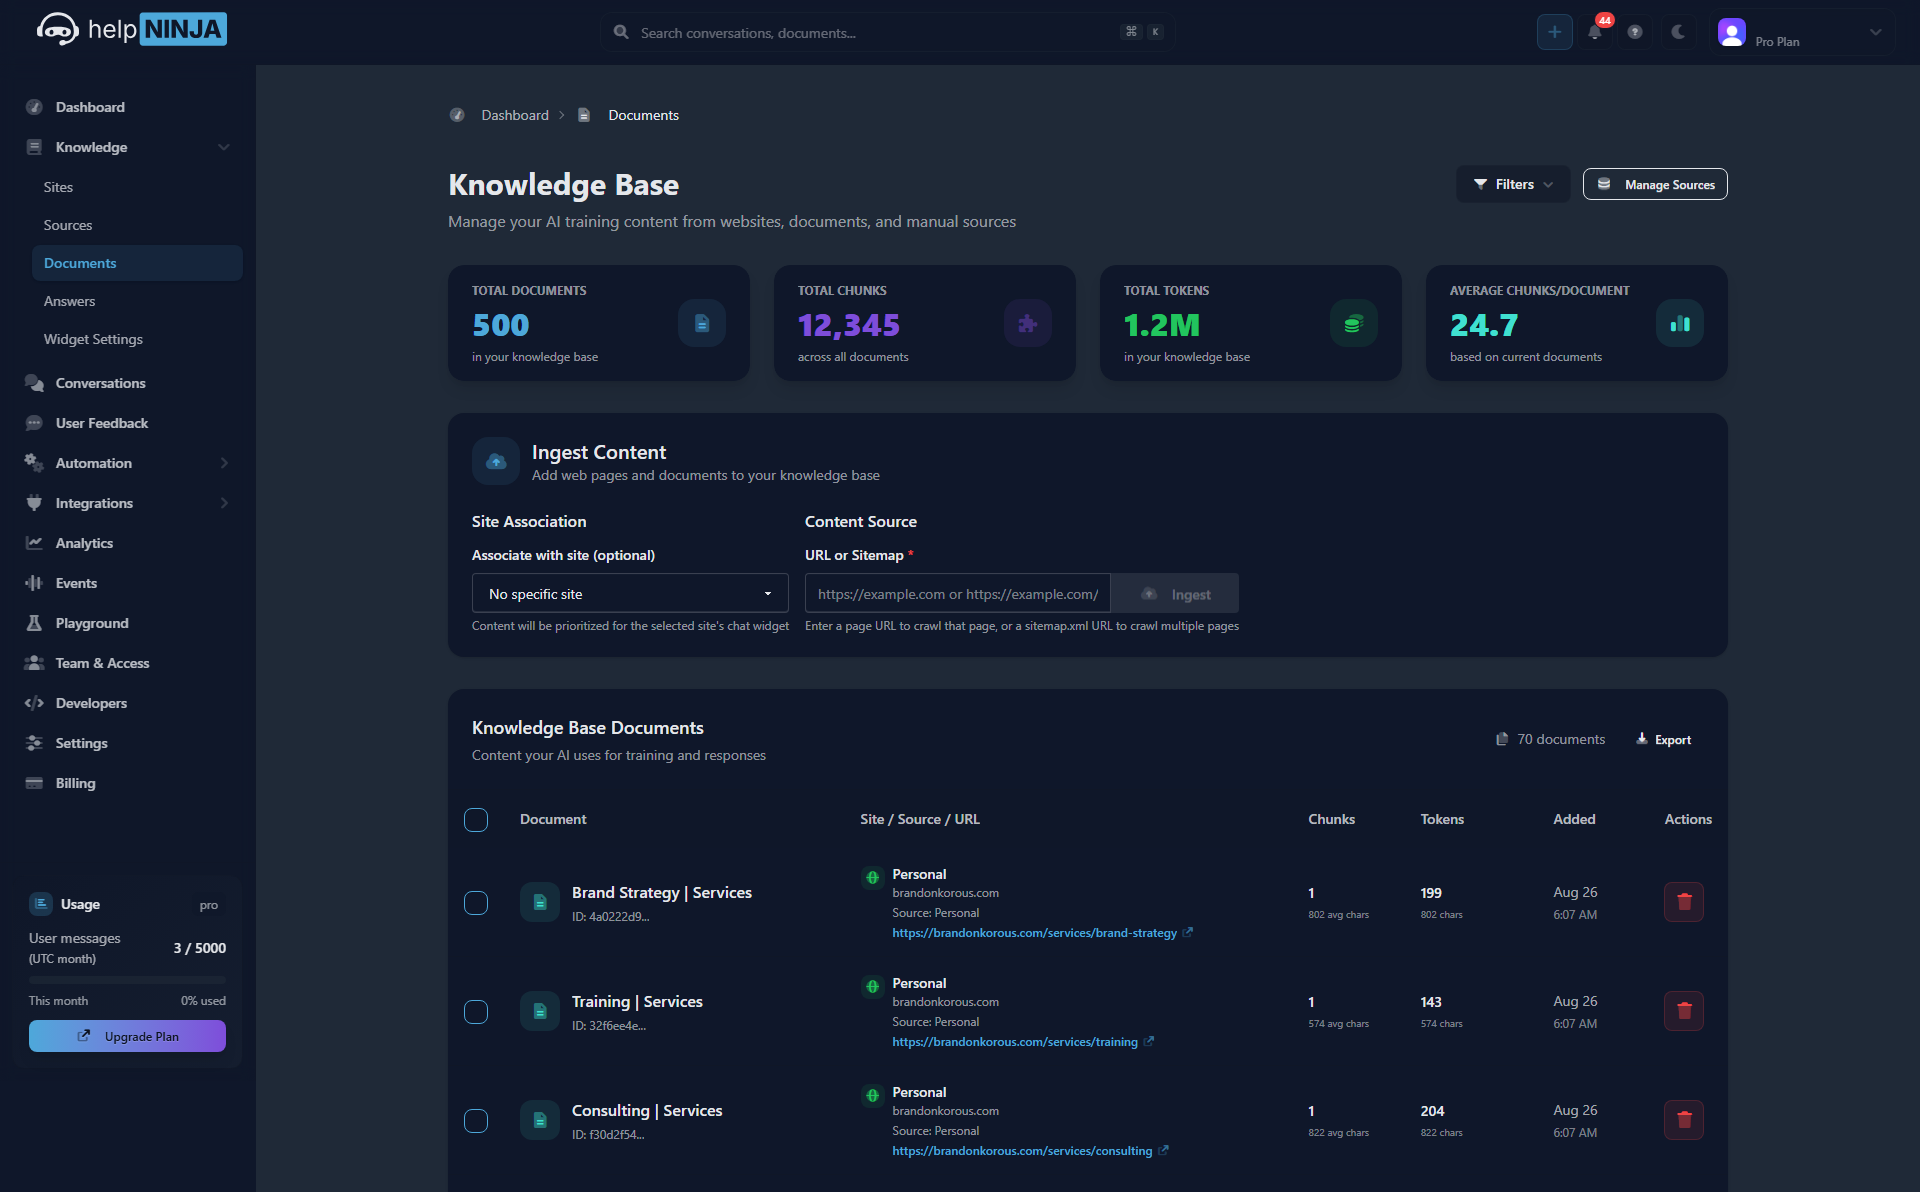 help NINJA
Search conversations, documents...
⌘ K
44
Pro Plan
Dashboard
Knowledge
Sites
Sources
Documents
Answers
Widget Settings
Conversations
User Feedback
Automation
Integrations
Analytics
Events
Playground
Team & Access
Developers
Settings
Billing
Usage pro
User messages
(UTC month)
3 / 5000
This month 0% used
Upgrade Plan
Dashboard > Documents
Knowledge Base
Manage your AI training content from websites, documents, and manual sources
Filters
Manage Sources
TOTAL DOCUMENTS
500
in your knowledge base
TOTAL CHUNKS
12,345
across all documents
TOTAL TOKENS
1.2M
in your knowledge base
AVERAGE CHUNKS/DOCUMENT
24.7
based on current documents
Ingest Content
Add web pages and documents to your knowledge base
Site Association
Associate with site (optional)
No specific site
Content will be prioritized for the selected site's chat widget
Content Source
URL or Sitemap *
https://example.com or https://example.com/
Ingest
Enter a page URL to crawl that page, or a sitemap.xml URL to crawl multiple pages
Knowledge Base Documents
Content your AI uses for training and responses
70 documents
Export
Document Site / Source / URL Chunks Tokens Added Actions
Brand Strategy | Services
ID: 4a0222d9...
Personal
brandonkorous.com
Source: Personal
https://brandonkorous.com/services/brand-strategy
1
802 avg chars
199
802 chars
Aug 26
6:07 AM
Training | Services
ID: 32f6ee4e...
Personal
brandonkorous.com
Source: Personal
https://brandonkorous.com/services/training
1
574 avg chars
143
574 chars
Aug 26
6:07 AM
Consulting | Services
ID: f30d2f54...
Personal
brandonkorous.com
Source: Personal
https://brandonkorous.com/services/consulting
1
822 avg chars
204
822 chars
Aug 26
6:07 AM